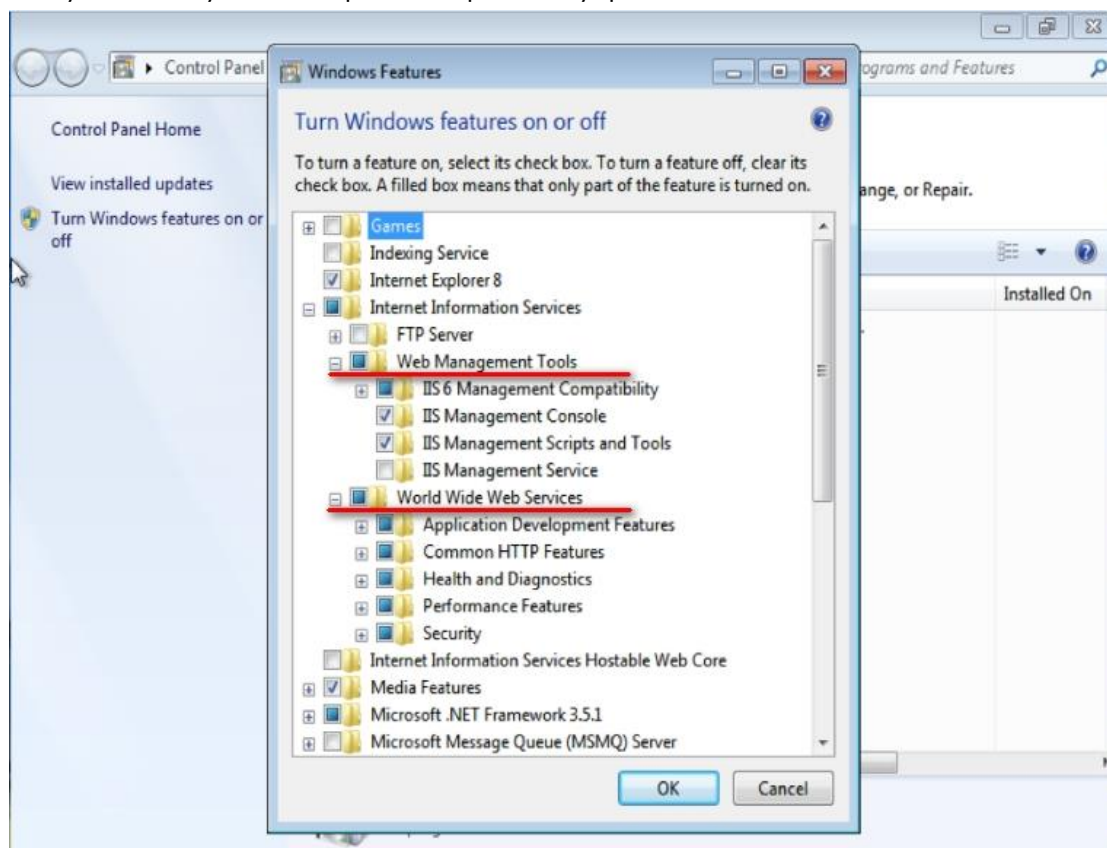 Control Panel
Windows Features
ograms and Features
Control Panel Home
View installed updates
Turn Windows features on or
off
Turn Windows features on or off
To turn a feature on, select its check box. To turn a feature off, clear its
check box. A filled box means that only part of the feature is turned on.
ange, or Repair.
Installed On
Games
Indexing Service
Internet Explorer 8
Internet Information Services
FTP Server
Web Management Tools
IIS 6 Management Compatibility
IIS Management Console
IIS Management Scripts and Tools
IIS Management Service
World Wide Web Services
Application Development Features
Common HTTP Features
Health and Diagnostics
Performance Features
Security
Internet Information Services Hostable Web Core
Media Features
Microsoft .NET Framework 3.5.1
Microsoft Message Queue (MSMQ) Server
OK
Cancel